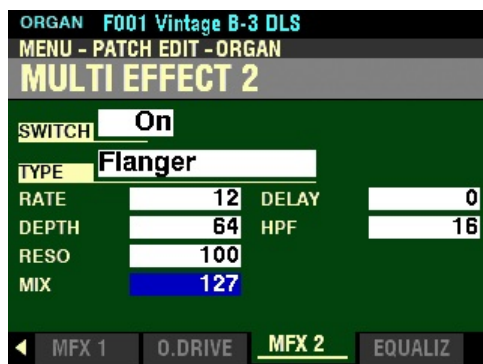 ORGAN F001 Vintage B-3 DLS
MENU - PATCH EDIT - ORGAN
MULTI EFFECT 2
SWITCH On
TYPE Flanger
RATE 12 DELAY 0
DEPTH 64 HPF 16
RESO 100
MIX 127
MFX 1 O.DRIVE MFX 2 EQUALIZ